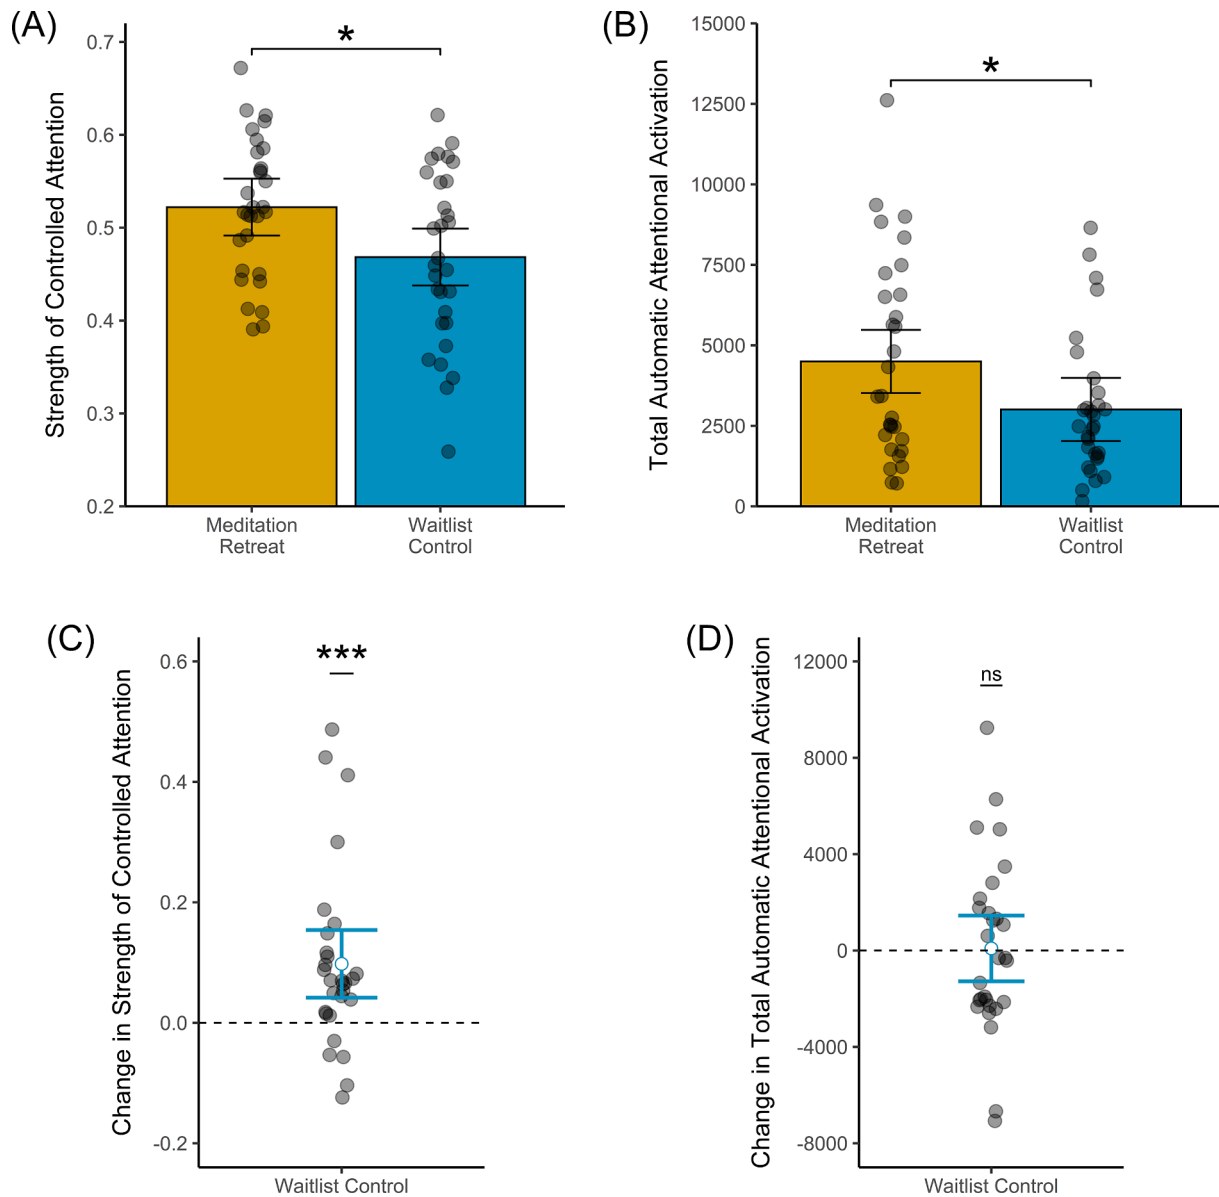 (A)
Strength of Controlled Attention
0.7
0.6
0.5
0.4
0.3
0.2
*
Meditation
Retreat
Waitlist
Control
(B)
Total Automatic Attentional Activation
15000
12500
10000
7500
5000
2500
0
*
Meditation
Retreat
Waitlist
Control
(C)
Change in Strength of Controlled Attention
0.6
0.4
0.2
0.0
-0.2
***
Waitlist Control
(D)
Change in Total Automatic Attentional Activation
12000
8000
4000
0
-4000
-8000
ns
Waitlist Control